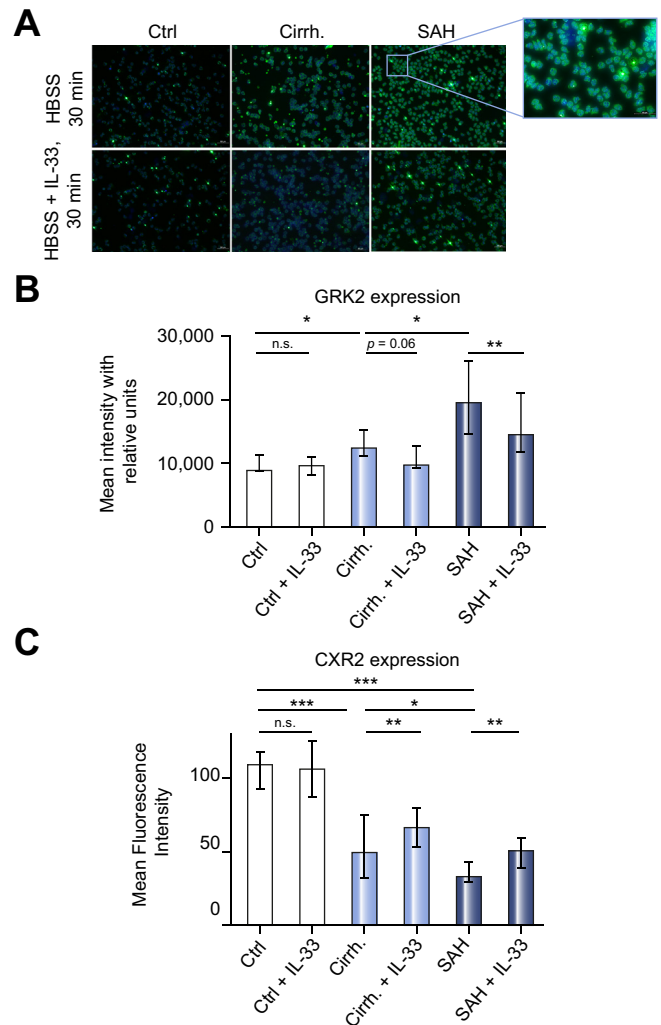 A
Ctrl
Cirrh.
SAH
HBSS
30 min
HBSS + IL-33,
30 min
B
GRK2 expression
*
*
n.s.
p = 0.06
**
Mean intensity with
relative units
30,000
20,000
10,000
0
Ctrl
Ctrl + IL-33
Cirrh.
Cirrh. + IL-33
SAH
SAH + IL-33
C
CXR2 expression
***
***
*
n.s.
**
**
Mean Fluorescence
Intensity
100
50
0
Ctrl
Ctrl + IL-33
Cirrh.
Cirrh. + IL-33
SAH
SAH + IL-33